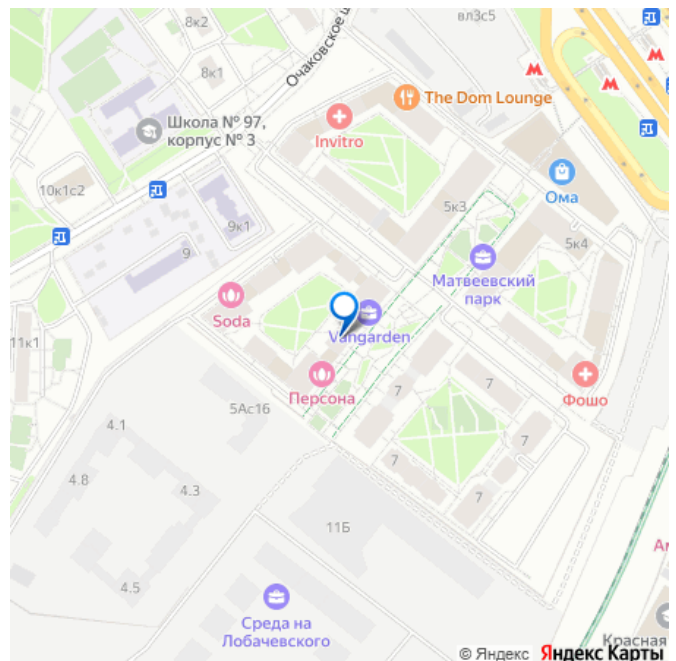 8к2
вл3с5
Очаковское ш
8к1
The Dom Lounge
Школа № 97,
корпус № 3
Invitro
10к1с2
Ома
5к3
9к1
5к4
9
Матвеевский
парк
Soda
Vangarden
11к1
Персона
7
7
Фошо
5Ас16
4.1
7
4.8
4.3
7
11Б
4.5
Среда на
Лобачевского
Красная
© Яндекс Яндекс Карты